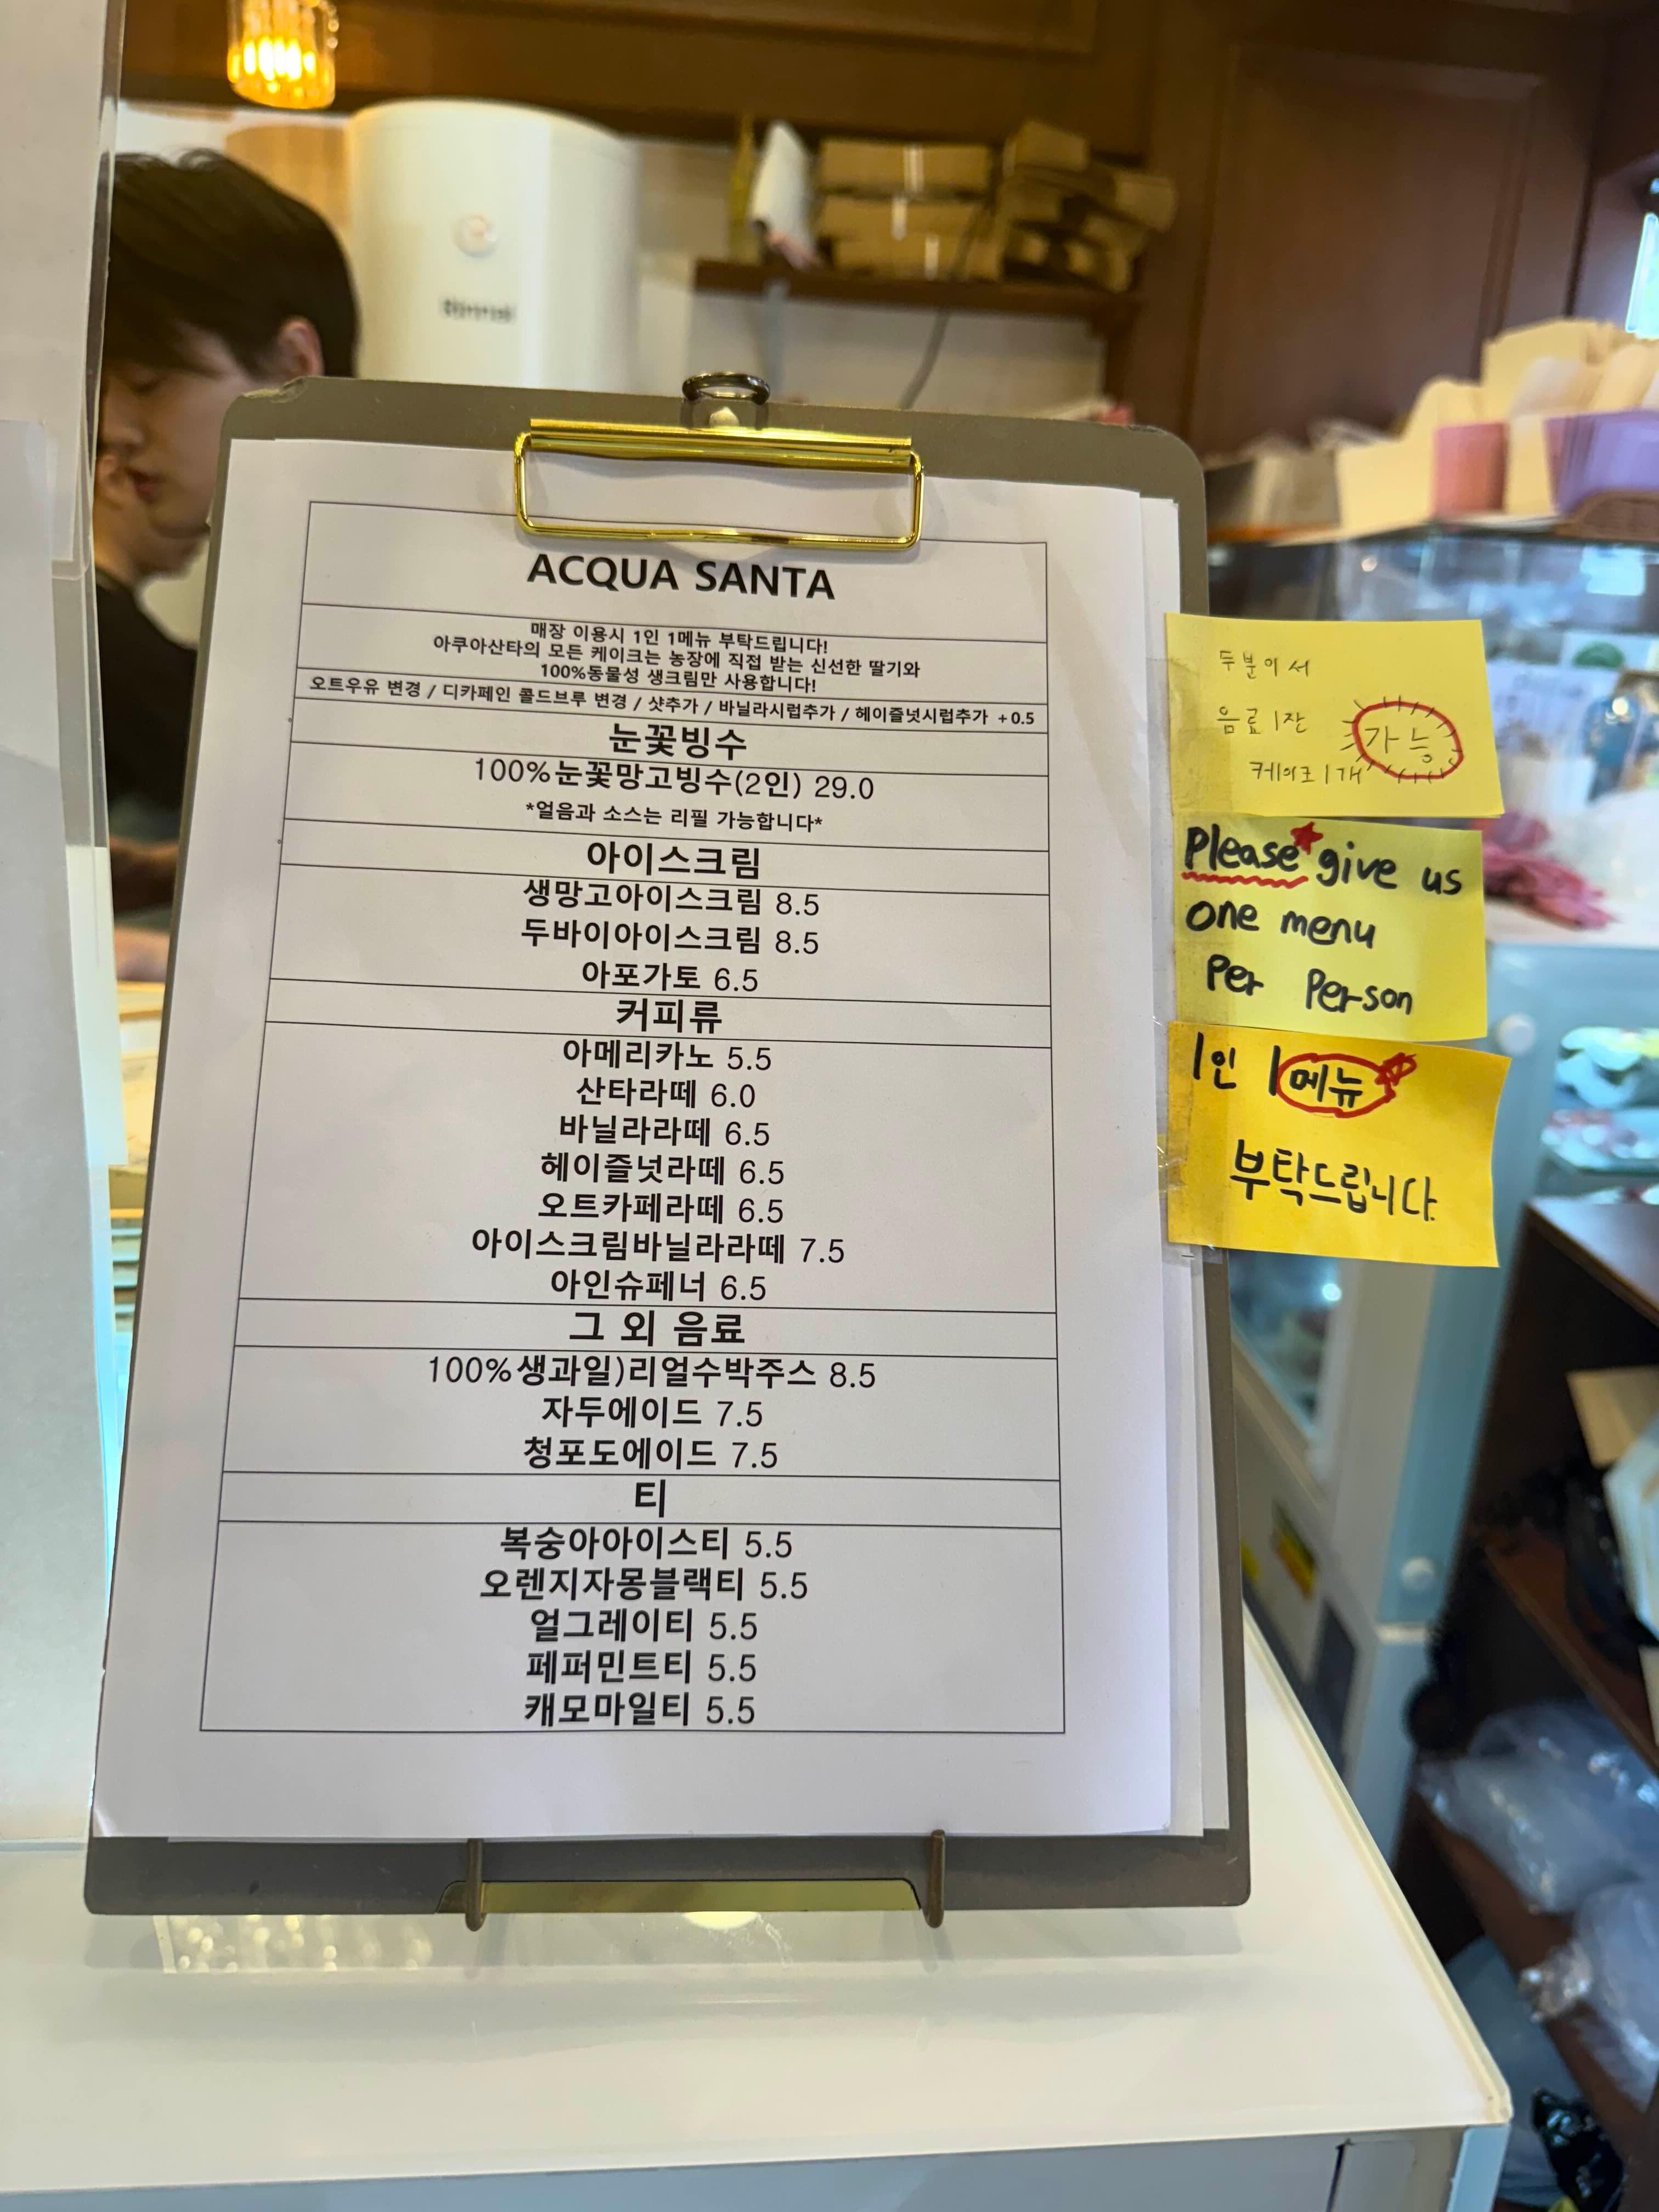 Rinnai
ACQUA SANTA
매장 이용시 1인 1메뉴 부탁드립니다!
아쿠아산타의 모든 케이크는 농장에 직접 받는 신선한 딸기와
100%동물성 생크림만 사용합니다!
오트우유 변경 / 디카페인 콜드브루 변경 / 샷추가 / 바닐라시럽추가 / 헤이즐넛시럽추가 +0.5
눈꽃빙수
100%눈꽃망고빙수(2인) 29.0
*얼음과 소스는 리필 가능합니다*
아이스크림
생망고아이스크림 8.5
두바이아이스크림 8.5
아포가토 6.5
커피류
아메리카노 5.5
산타라떼 6.0
바닐라라떼 6.5
헤이즐넛라떼 6.5
오트카페라떼 6.5
아이스크림바닐라라떼 7.5
아인슈페너 6.5
그 외 음료
100%생과일)리얼수박주스 8.5
자두에이드 7.5
청포도에이드 7.5
티
복숭아아이스티 5.5
오렌지자몽블랙티 5.5
얼그레이티 5.5
페퍼민트티 5.5
캐모마일티 5.5
두분이서
음료 1잔
케이크 1개
가능
Please give us
one menu
Per Person
1인 1메뉴
부탁드립니다.